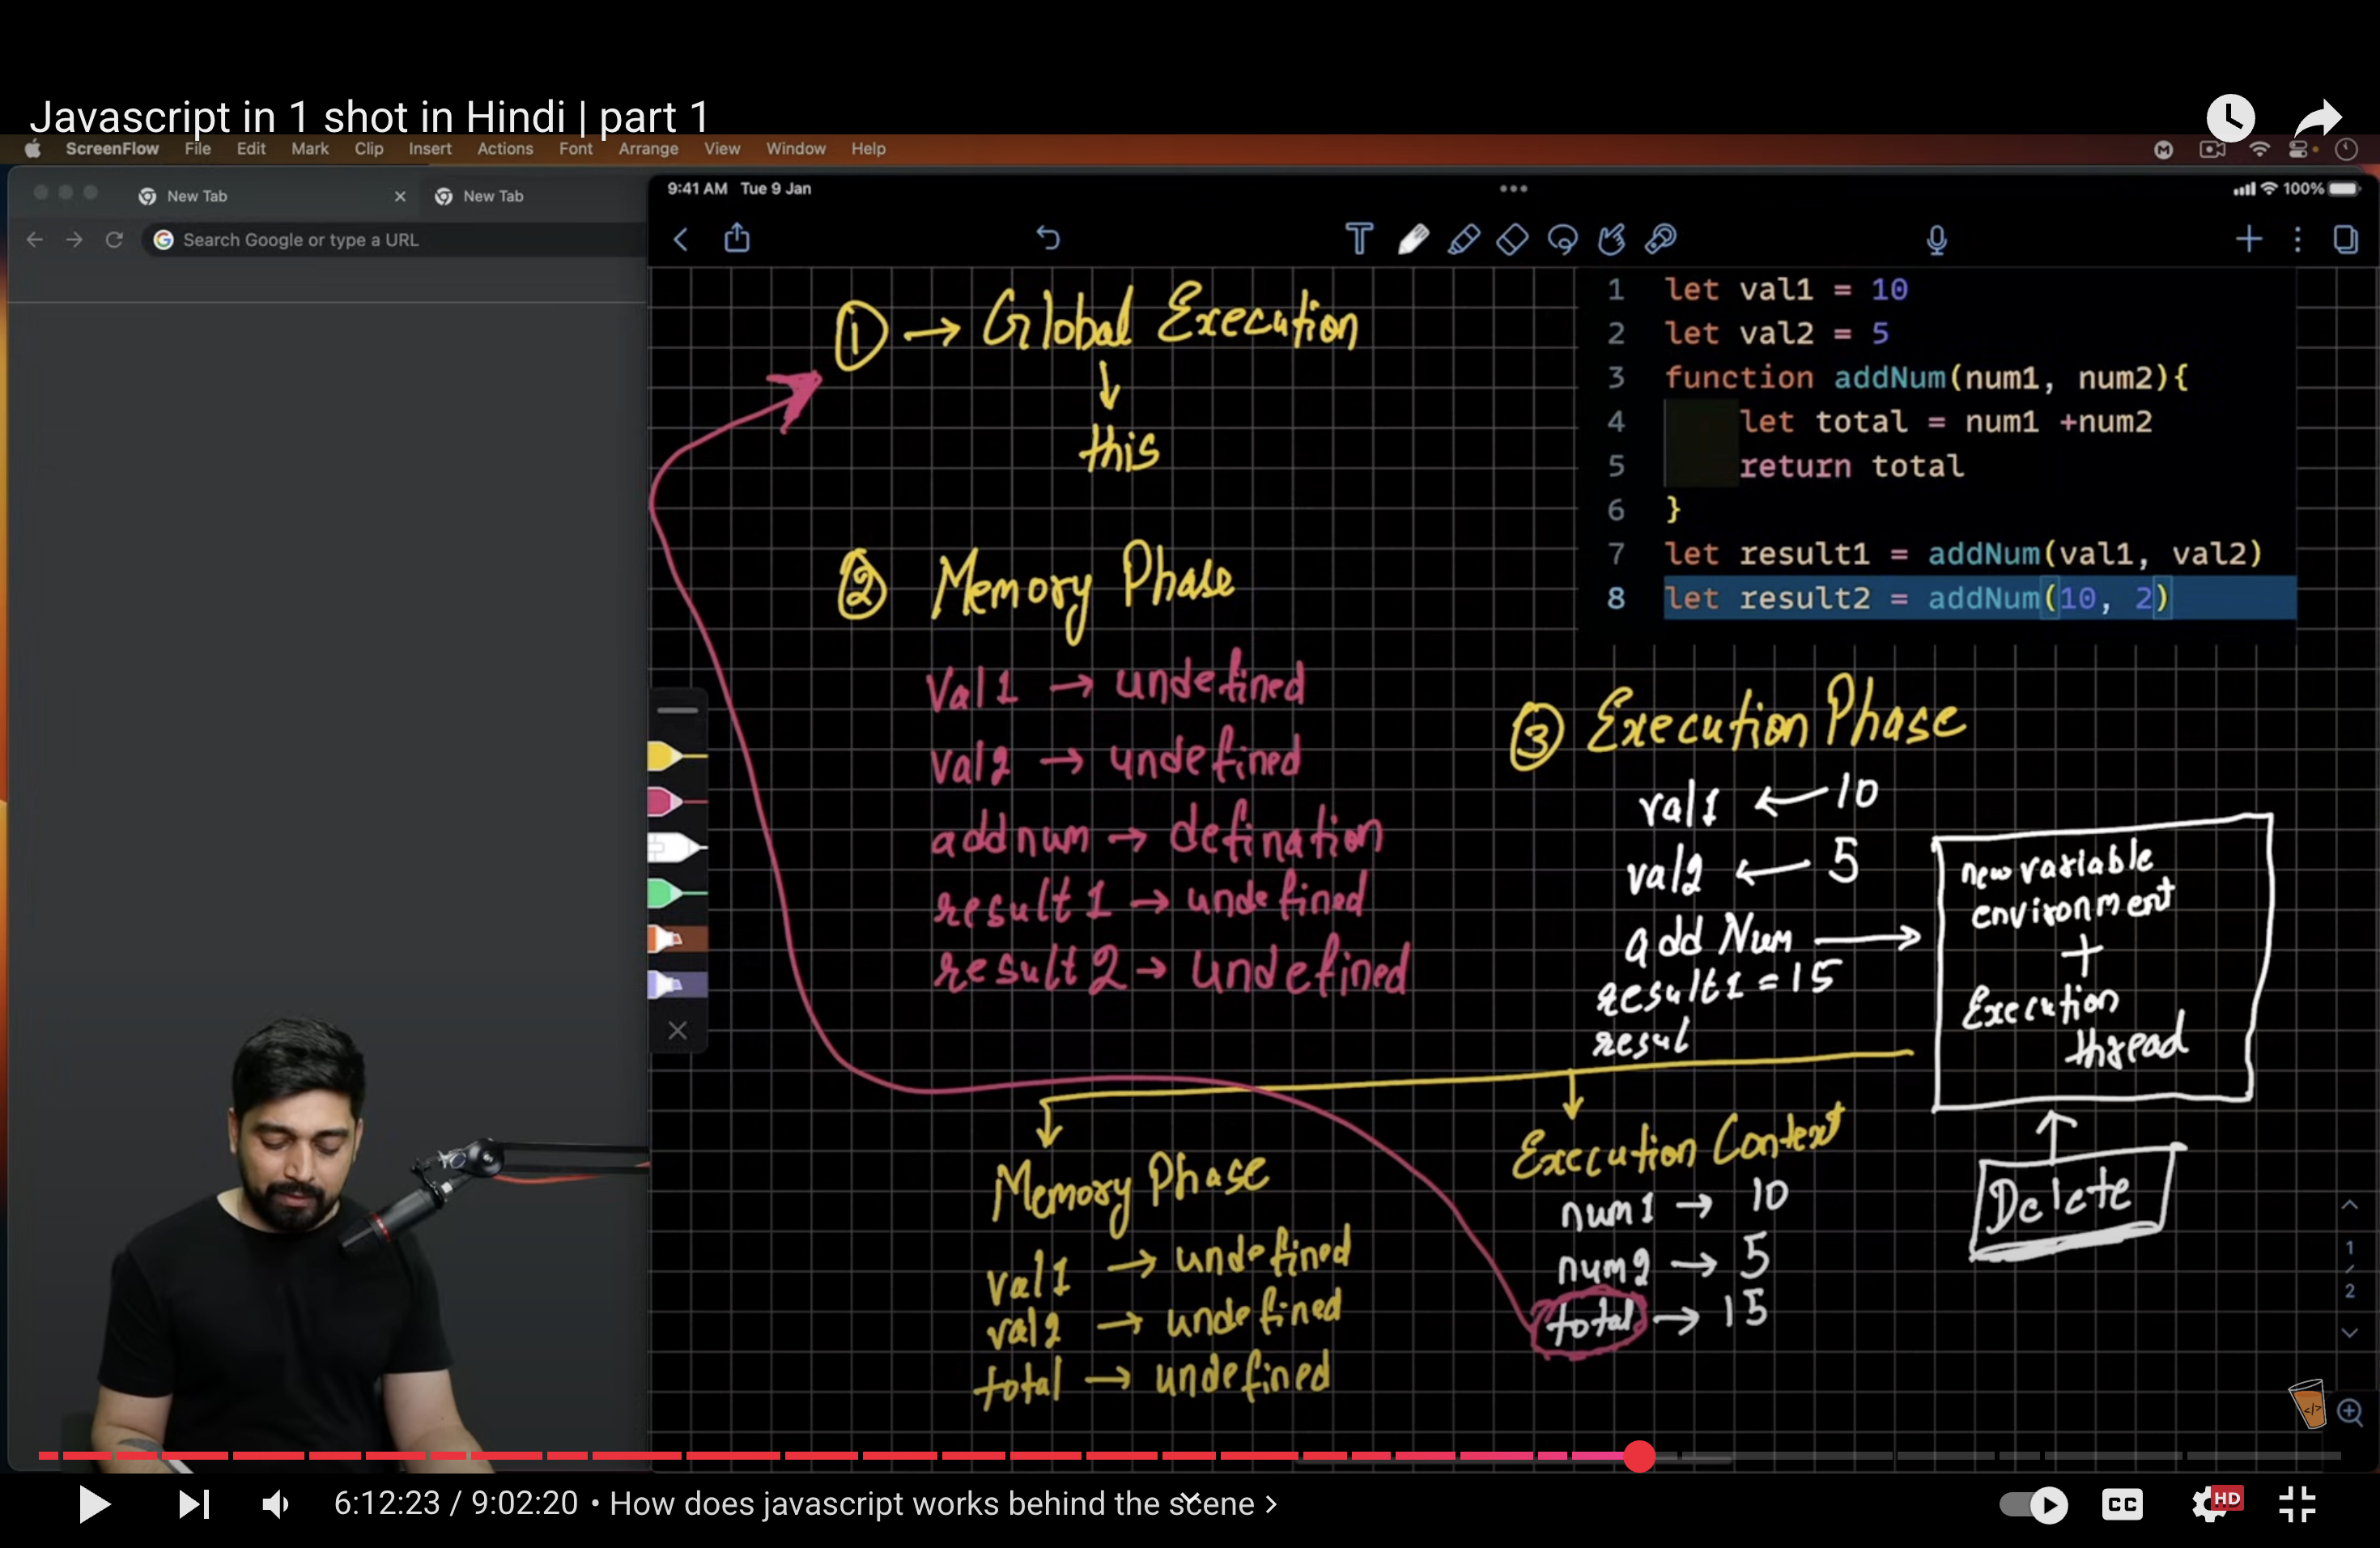 Javascript in 1 shot in Hindi | part 1
ScreenFlow File Edit Mark Clip Insert Actions Font Arrange View Window Help
New Tab
New Tab
Search Google or type a URL
9:41 AM Tue 9 Jan
100%
① → Global Execution
↓
this
② Memory Phase
Val1 → undefined
val2 → undefined
addnum → defination
result1 → undefined
result2 → undefined
1 let val1 = 10
2 let val2 = 5
3 function addNum(num1, num2){
4 let total = num1 +num2
5 return total
6 }
7 let result1 = addNum(val1, val2)
8 let result2 = addNum(10, 2)
③ Execution Phase
val1 ← 10
val2 ← 5
add Num →
result1 = 15
resul
new variable
environment
+
Execution
thread
Delete
Memory Phase
val1 → undefined
val2 → undefined
total → undefined
Execution Context
num1 → 10
num2 → 5
total → 15
1
/
2
</>
6:12:23 / 9:02:20 • How does javascript works behind the scene >
CC
HD